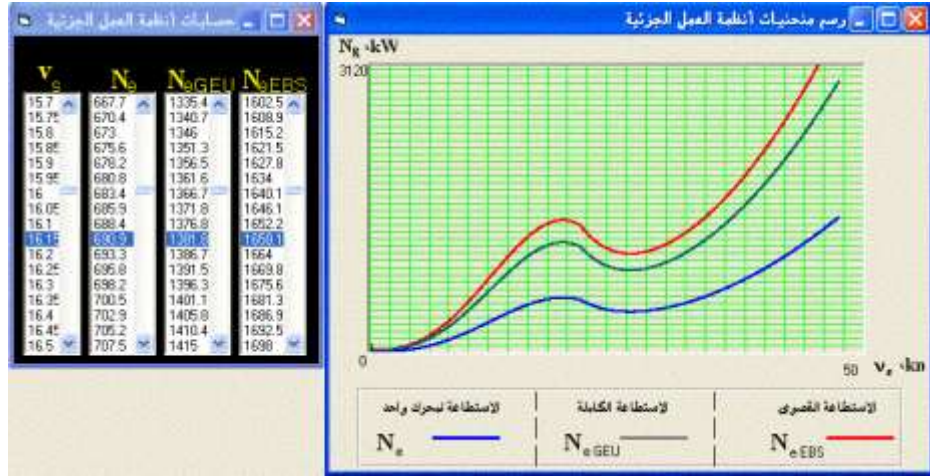 حسابات أنظمة العمل الجزئية
Ve Ne NeGEU NeEBS
15.7 667.7 1335.4 1602.5
15.75 670.4 1340.7 1608.9
15.8 673 1346 1615.2
15.85 675.6 1351.3 1621.5
15.9 678.2 1356.5 1627.8
15.95 680.8 1361.6 1634
16 683.4 1366.7 1640.1
16.05 685.9 1371.8 1646.1
16.1 688.4 1376.8 1652.2
16.15 690.9 1381.8 1658.1
16.2 693.3 1386.7 1664
16.25 695.8 1391.5 1669.8
16.3 698.2 1396.3 1675.6
16.35 700.5 1401.1 1681.3
16.4 702.9 1405.8 1686.9
16.45 705.2 1410.4 1692.5
16.5 707.5 1415 1698
رسم منحنيات أنظمة العمل الجزئية
NR ،kW
3120
0
50 Ve ،kn
الاستطاعة القصوى الاستطاعة الكاملة الاستطاعة لمحرك واحد
Ne NeGEU NeEBS